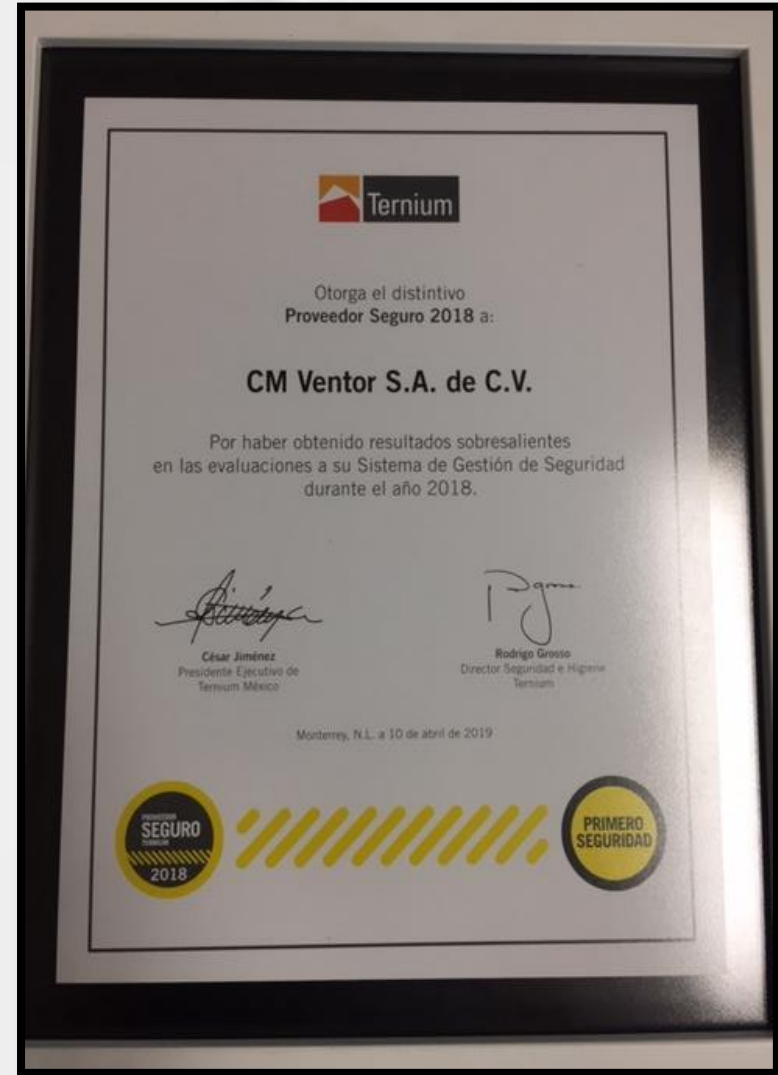 Ternium
Otorga el distintivo
Proveedor Seguro 2018 a:
CM Ventor S.A. de C.V.
Por haber obtenido resultados sobresalientes
en las evaluaciones a su Sistema de Gestión de Seguridad
durante el año 2018.
César Jiménez
Presidente Ejecutivo de
Ternium México
Rodrigo Grosso
Director Seguridad e Higiene
Ternium
Monterrey, N.L. a 10 de abril de 2019
PROVEEDOR
SEGURO
TERNIUM
2018
PRIMERO
SEGURIDAD